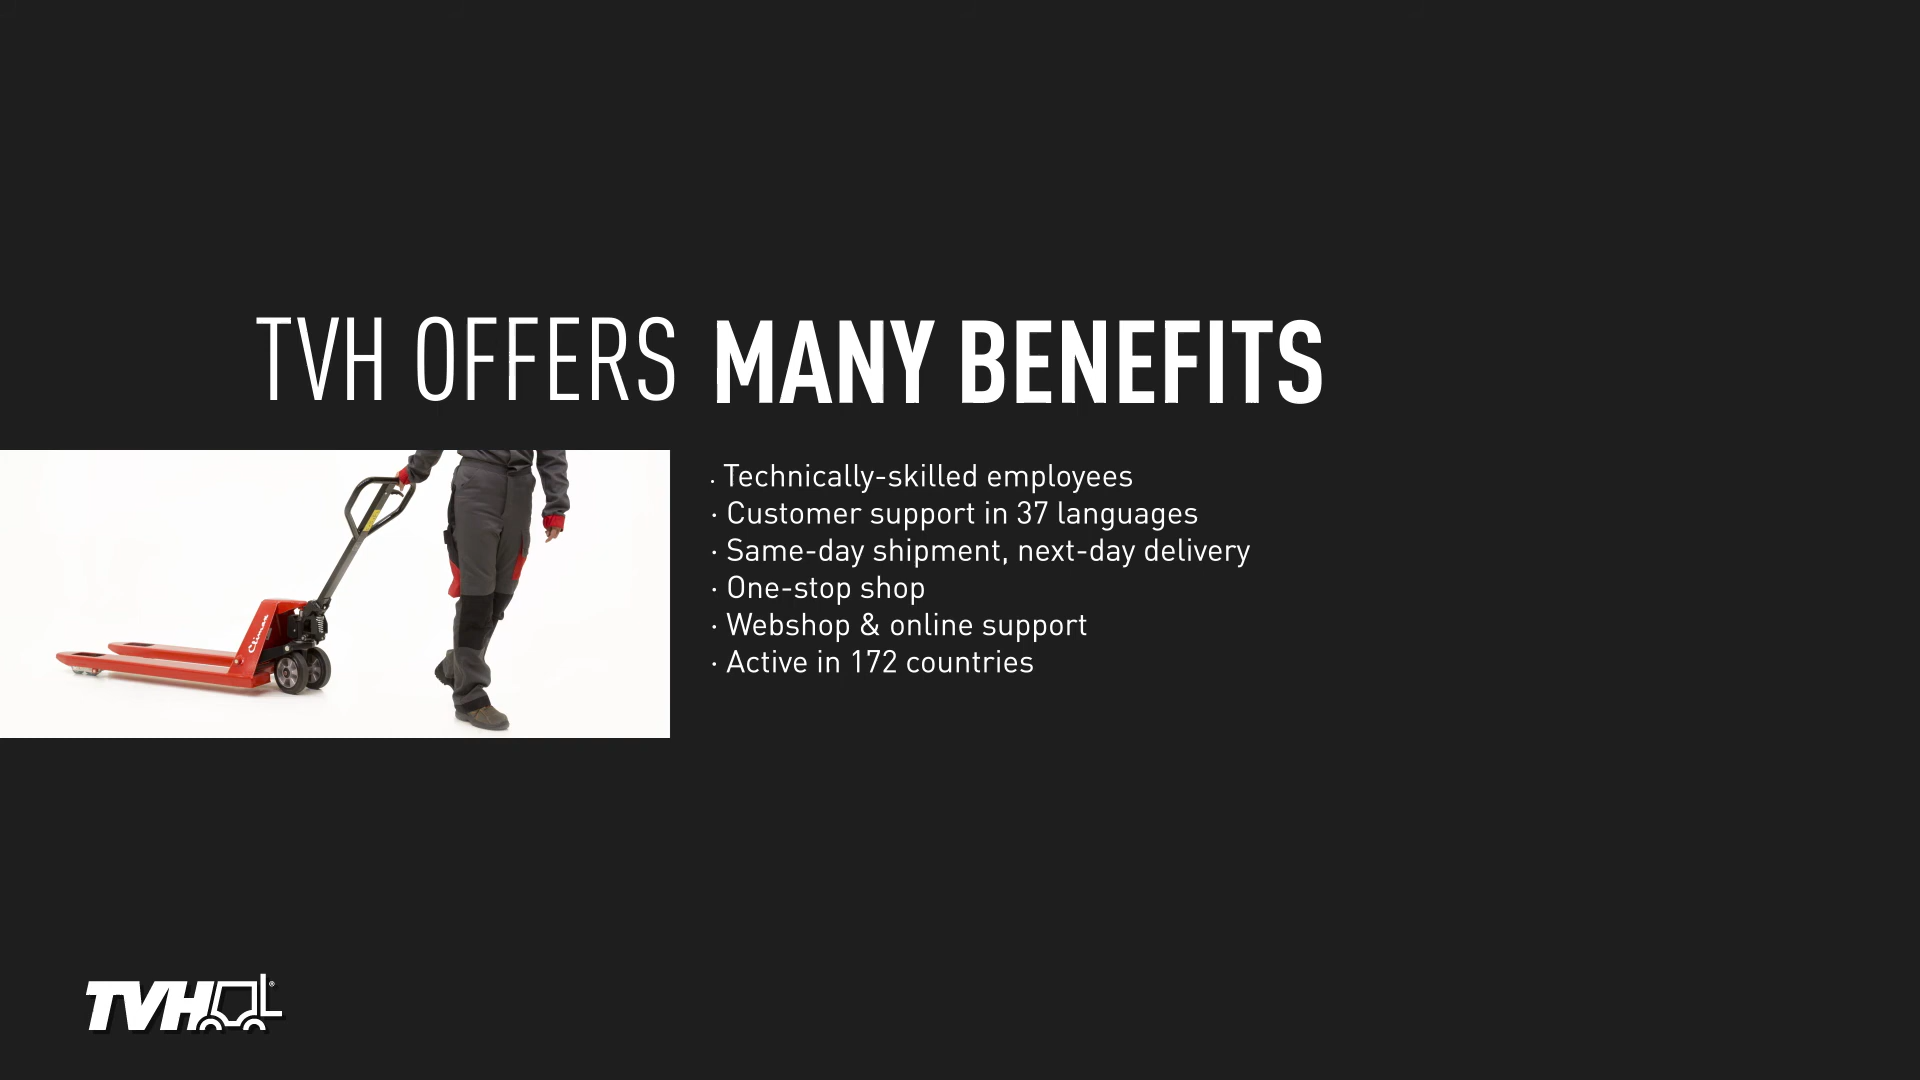 TVH OFFERS MANY BENEFITS
· Technically-skilled employees
· Customer support in 37 languages
· Same-day shipment, next-day delivery
· One-stop shop
· Webshop & online support
· Active in 172 countries
Climax
TVH®